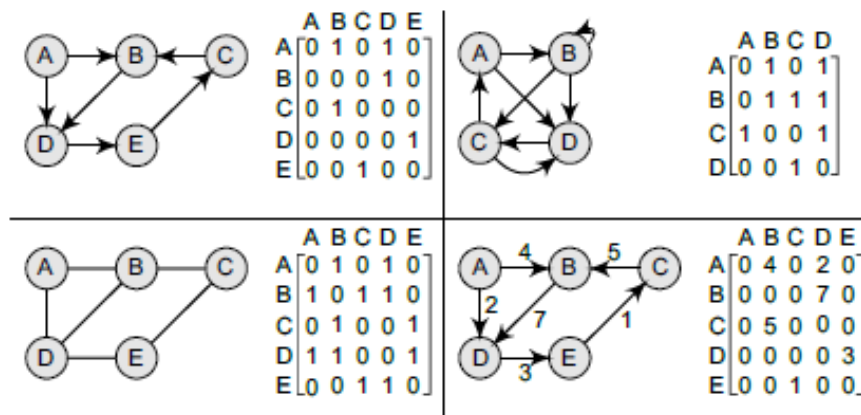 A B C D E
A 0 1 0 1 0
B 0 0 0 1 0
C 0 1 0 0 0
D 0 0 0 0 1
E 0 0 1 0 0
A B C
D E
A B C D
A 0 1 0 1
B 0 1 1 1
C 1 0 0 1
D 0 0 1 0
A B
C D
A B C D E
A 0 1 0 1 0
B 1 0 1 1 0
C 0 1 0 0 1
D 1 1 0 0 1
E 0 0 1 1 0
A B C
D E
A B C D E
A 0 4 0 2 0
B 0 0 0 7 0
C 0 5 0 0 0
D 0 0 0 0 3
E 0 0 1 0 0
A 4 B 5 C
2 7 1
D 3 E